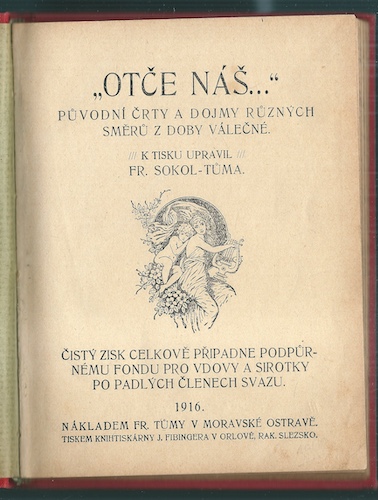 „OTČE NÁŠ...“
PŮVODNÍ ČRTY A DOJMY RŮZNÝCH
SMĚRŮ Z DOBY VÁLEČNÉ.
/// K TISKU UPRAVIL ///
FR. SOKOL-TŮMA.
ČISTÝ ZISK CELKOVĚ PŘIPADNE PODPŮR-
NÉMU FONDU PRO VDOVY A SIROTKY
PO PADLÝCH ČLENECH SVAZU.
1916.
NÁKLADEM FR. TŮMY V MORAVSKÉ OSTRAVĚ.
TISKEM KNIHTISKÁRNY J. FIBINGERA V ORLOVÉ, RAK. SLEZSKO.